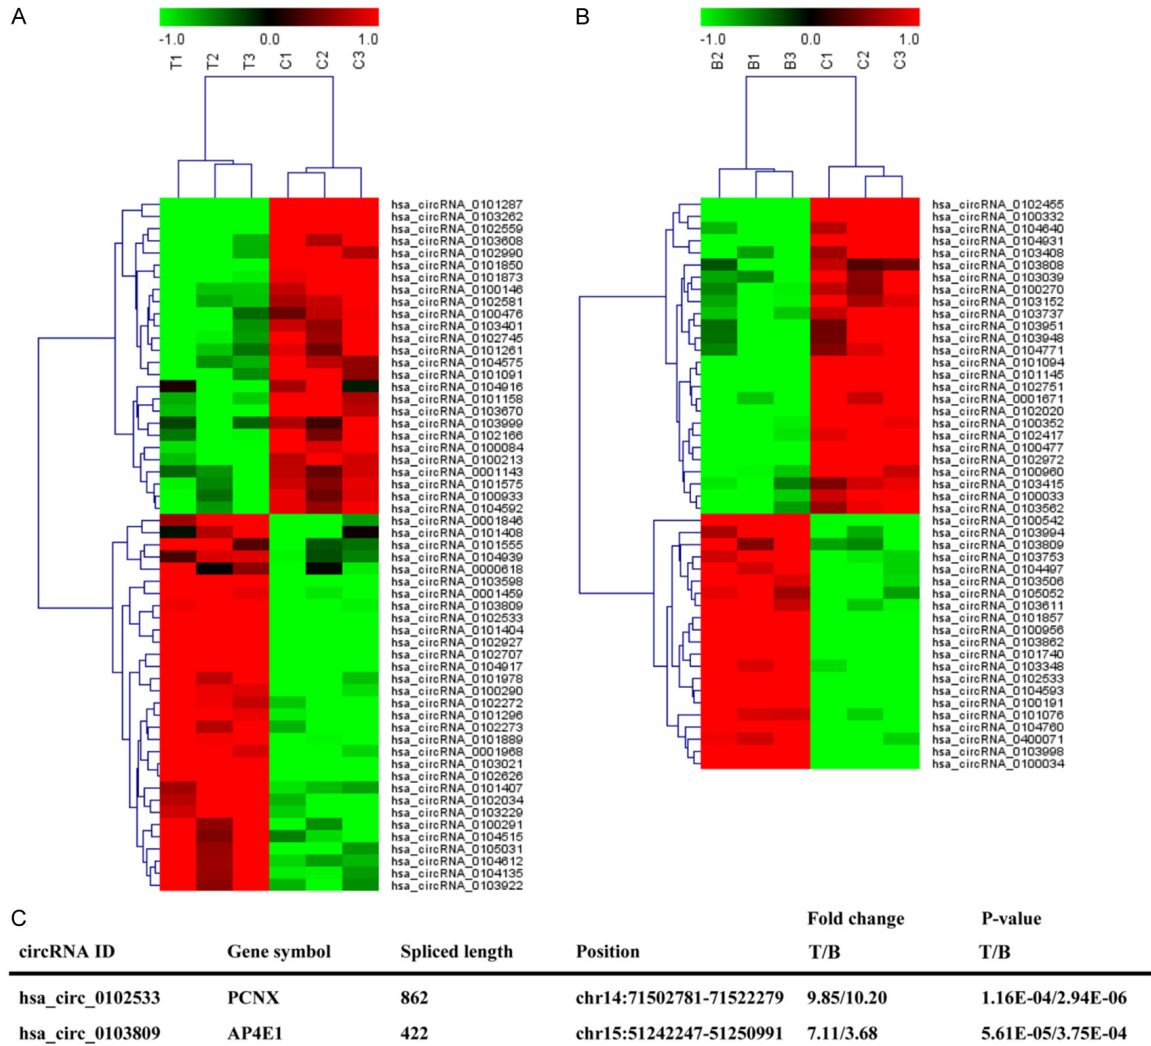 A
-1.0 0.0 1.0
T1 T2 T3 C1 C2 C3
hsa_circRNA_0101287
hsa_circRNA_0103262
hsa_circRNA_0102559
hsa_circRNA_0103608
hsa_circRNA_0102990
hsa_circRNA_0101850
hsa_circRNA_0101873
hsa_circRNA_0100146
hsa_circRNA_0102581
hsa_circRNA_0100476
hsa_circRNA_0103401
hsa_circRNA_0102745
hsa_circRNA_0101261
hsa_circRNA_0104575
hsa_circRNA_0101091
hsa_circRNA_0104916
hsa_circRNA_0101158
hsa_circRNA_0103670
hsa_circRNA_0103999
hsa_circRNA_0102166
hsa_circRNA_0100084
hsa_circRNA_0100213
hsa_circRNA_0001143
hsa_circRNA_0101575
hsa_circRNA_0100933
hsa_circRNA_0104592
hsa_circRNA_0001846
hsa_circRNA_0101408
hsa_circRNA_0101555
hsa_circRNA_0104939
hsa_circRNA_0000618
hsa_circRNA_0103598
hsa_circRNA_0001459
hsa_circRNA_0103809
hsa_circRNA_0102533
hsa_circRNA_0101404
hsa_circRNA_0102927
hsa_circRNA_0102707
hsa_circRNA_0104917
hsa_circRNA_0101978
hsa_circRNA_0100290
hsa_circRNA_0102272
hsa_circRNA_0101296
hsa_circRNA_0102273
hsa_circRNA_0101889
hsa_circRNA_0001968
hsa_circRNA_0103021
hsa_circRNA_0102626
hsa_circRNA_0101407
hsa_circRNA_0102034
hsa_circRNA_0103229
hsa_circRNA_0100291
hsa_circRNA_0104515
hsa_circRNA_0105031
hsa_circRNA_0104612
hsa_circRNA_0104135
hsa_circRNA_0103922
B
-1.0 0.0 1.0
B2 B1 B3 C1 C2 C3
hsa_circRNA_0102455
hsa_circRNA_0100332
hsa_circRNA_0104640
hsa_circRNA_0104931
hsa_circRNA_0103408
hsa_circRNA_0103808
hsa_circRNA_0103039
hsa_circRNA_0100270
hsa_circRNA_0103152
hsa_circRNA_0103737
hsa_circRNA_0103951
hsa_circRNA_0103948
hsa_circRNA_0104771
hsa_circRNA_0101094
hsa_circRNA_0101145
hsa_circRNA_0102751
hsa_circRNA_0001671
hsa_circRNA_0102020
hsa_circRNA_0100352
hsa_circRNA_0102417
hsa_circRNA_0100477
hsa_circRNA_0102972
hsa_circRNA_0100960
hsa_circRNA_0103415
hsa_circRNA_0100033
hsa_circRNA_0103562
hsa_circRNA_0100542
hsa_circRNA_0103994
hsa_circRNA_0103809
hsa_circRNA_0103753
hsa_circRNA_0104497
hsa_circRNA_0103506
hsa_circRNA_0105052
hsa_circRNA_0103611
hsa_circRNA_0101857
hsa_circRNA_0100956
hsa_circRNA_0103862
hsa_circRNA_0101740
hsa_circRNA_0103348
hsa_circRNA_0102533
hsa_circRNA_0104593
hsa_circRNA_0100191
hsa_circRNA_0101076
hsa_circRNA_0104760
hsa_circRNA_0400071
hsa_circRNA_0103998
hsa_circRNA_0100034
C
Fold change P-value
circRNA ID Gene symbol Spliced length Position T/B T/B
hsa_circ_0102533 PCNX 862 chr14:71502781-71522279 9.85/10.20 1.16E-04/2.94E-06
hsa_circ_0103809 AP4E1 422 chr15:51242247-51250991 7.11/3.68 5.61E-05/3.75E-04